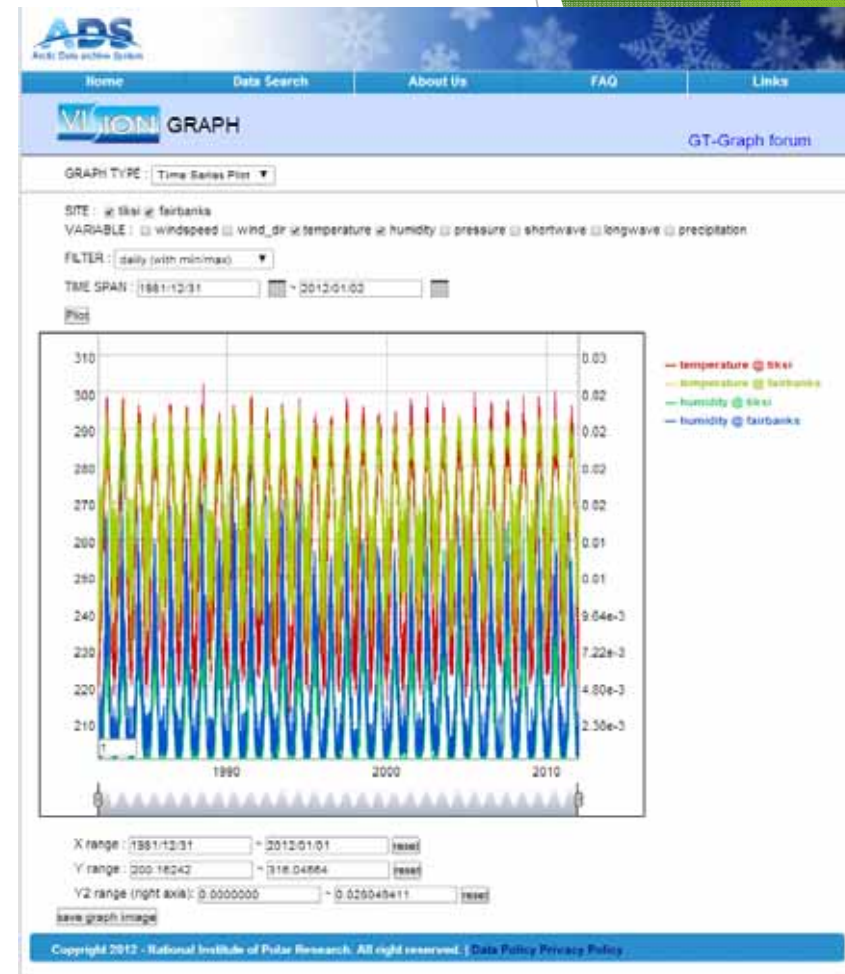 ADS
Arctic Data archive System
Home Data Search About Us FAQ Links
VISION GRAPH
GT-Graph forum
GRAPH TYPE : Time Series Plot
SITE : tiksi fairbanks
VARIABLE : windspeed wind_dir temperature humidity pressure shortwave longwave precipitation
FILTER : daily (with min/max)
TIME SPAN : 1981/12/31 ~ 2012/01/02
Plot
310 0.03
300 0.02
290 0.02
280 0.02
270 0.02
260 0.01
250 0.01
240 9.64e-3
230 7.22e-3
220 4.80e-3
210 2.38e-3
1
1990 2000 2010
temperature @ tiksi
temperature @ fairbanks
humidity @ tiksi
humidity @ fairbanks
X range : 1981/12/31 ~ 2012/01/01 reset
Y range : 200.16242 ~ 316.04664 reset
Y2 range (right axis): 0.0000000 ~ 0.026049411 reset
save graph image
Copyright 2012 - National Institute of Polar Research. All right reserved. | Data Policy Privacy Policy